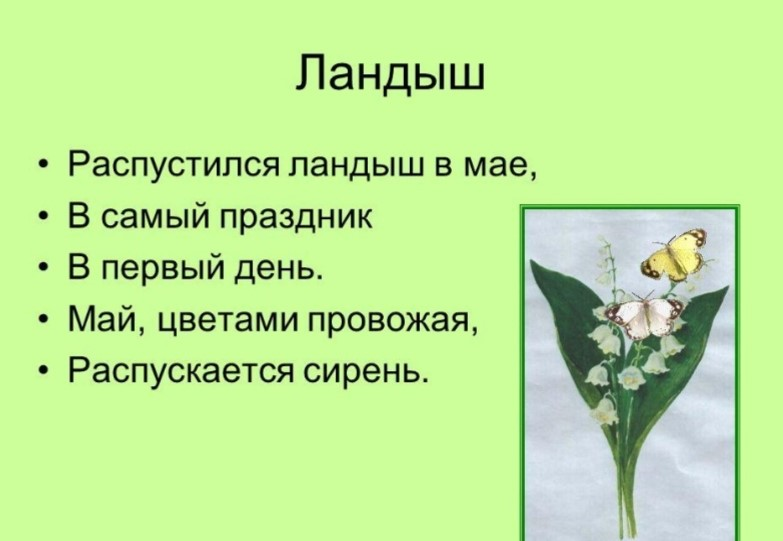 Ландыш
• Распустился ландыш в мае,
• В самый праздник
• В первый день.
• Май, цветами провожая,
• Распускается сирень.